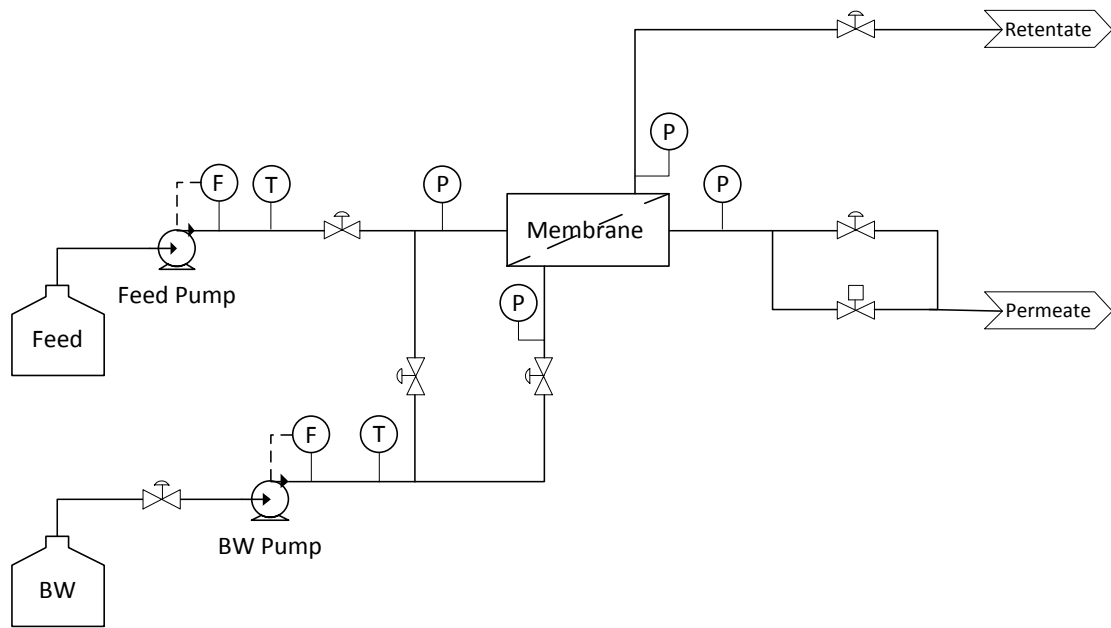 Retentate
P
F
T
P
P
Membrane
Feed Pump
P
Permeate
Feed
F
T
BW Pump
BW